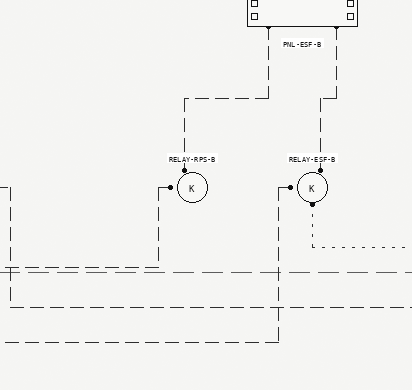 PNL-ESF-B
RELAY-RPS-B
RELAY-ESF-B
K
K